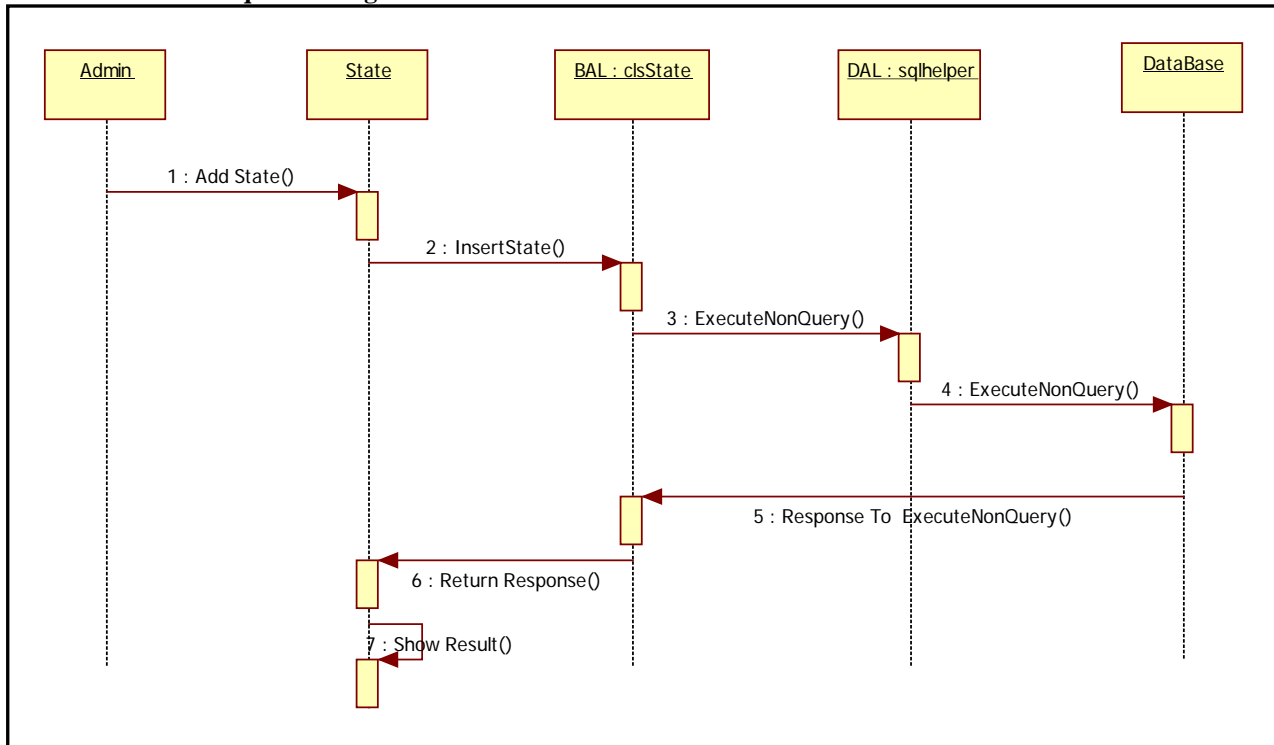 Admin
State
BAL : clsState
DAL : sqlhelper
DataBase
1 : Add State()
2 : InsertState()
3 : ExecuteNonQuery()
4 : ExecuteNonQuery()
5 : Response To ExecuteNonQuery()
6 : Return Response()
7 : Show Result()